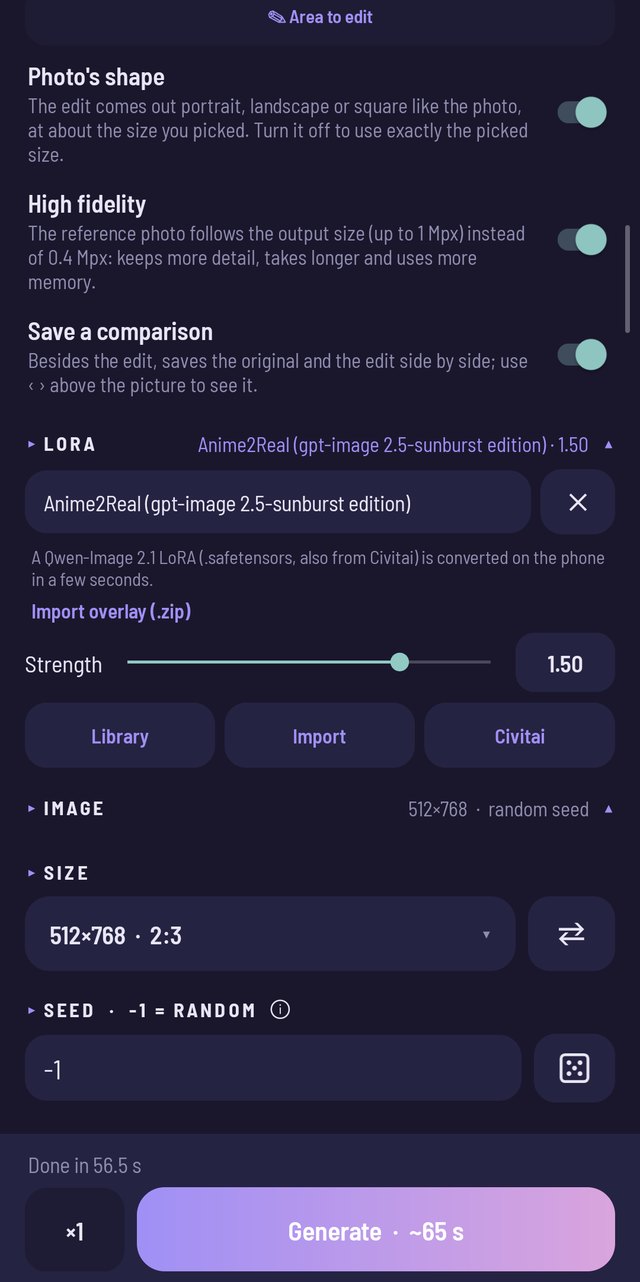 ✎ Area to edit
Photo's shape
The edit comes out portrait, landscape or square like the photo,
at about the size you picked. Turn it off to use exactly the picked
size.
High fidelity
The reference photo follows the output size (up to 1 Mpx) instead
of 0.4 Mpx: keeps more detail, takes longer and uses more
memory.
Save a comparison
Besides the edit, saves the original and the edit side by side; use
‹ › above the picture to see it.
▸ LORA Anime2Real (gpt-image 2.5-sunburst edition) · 1.50 ▲
Anime2Real (gpt-image 2.5-sunburst edition) ✕
A Qwen-Image 2.1 LoRA (.safetensors, also from Civitai) is converted on the phone
in a few seconds.
Import overlay (.zip)
Strength 1.50
Library Import Civitai
▸ IMAGE 512×768 · random seed ▲
▸ SIZE
512×768 · 2:3 ▼ ⇄
▸ SEED · -1 = RANDOM ⓘ
-1
Done in 56.5 s
×1 Generate · ~65 s